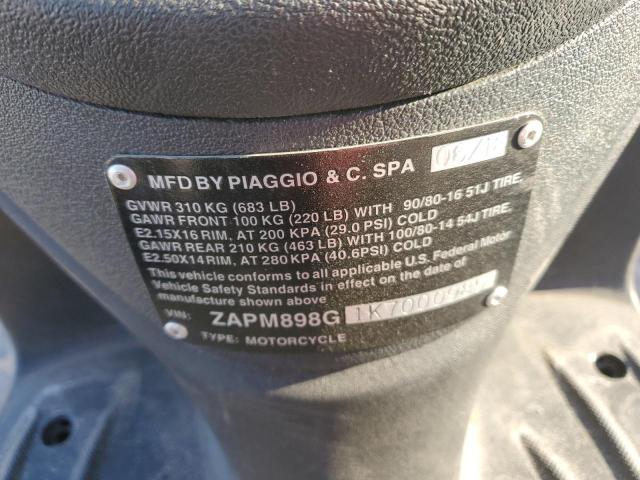 MFD BY PIAGGIO & C. SPA
GVWR 310 KG (683 LB)
GAWR FRONT 100 KG (220 LB) WITH 90/80-16 51J TIRE,
E2.15X16 RIM, AT 200 KPA (29.0 PSI) COLD
GAWR REAR 210 KG (463 LB) WITH 100/80-14 54J TIRE,
E2.50X14 RIM, AT 280 KPA (40.6PSI) COLD
This vehicle conforms to all applicable U.S. Federal Motor
Vehicle Safety Standards in effect on the date of
manufacture shown above
VIN: ZAPM898G
TYPE: MOTORCYCLE